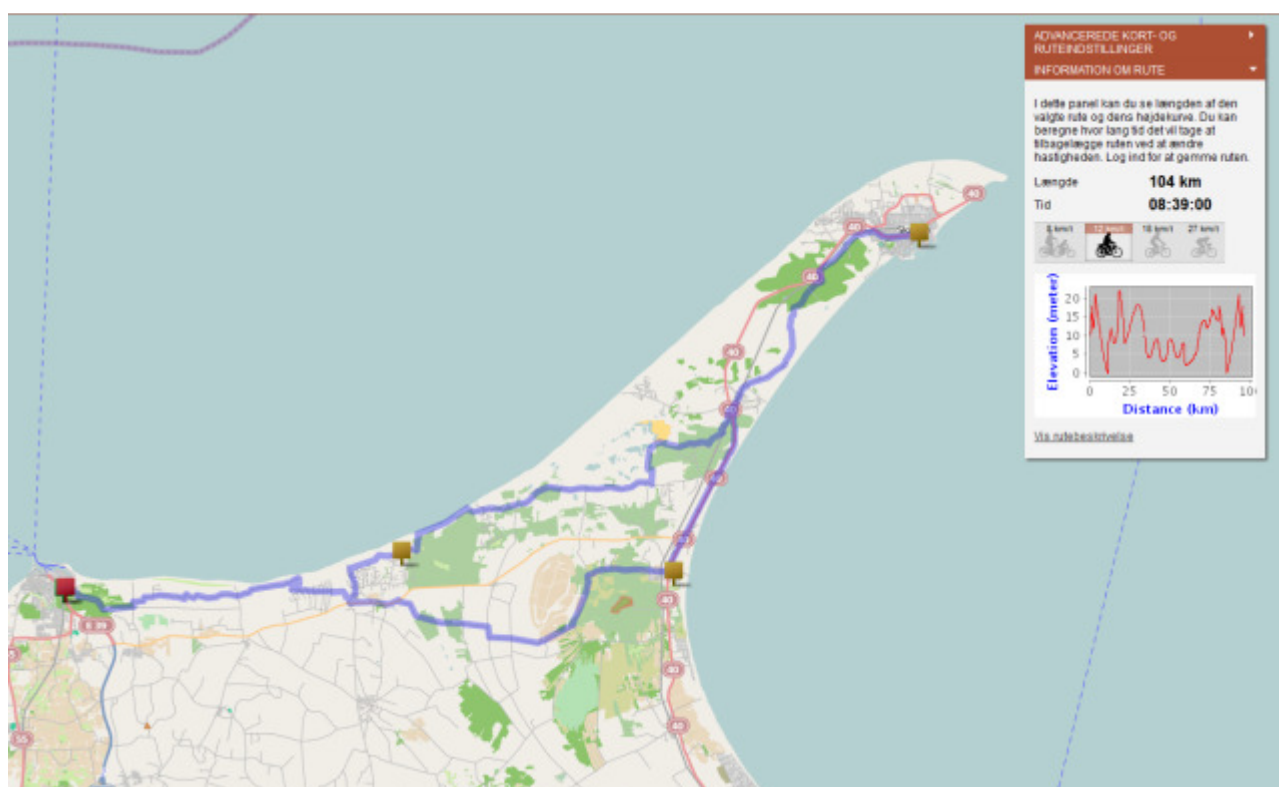 ADVANCEREDE KORT- OG
RUTEINDSTILLINGER
INFORMATION OM RUTE
I dette panel kan du se længden af den
valgte rute og dens højdekurve. Du kan
beregne hvor lang tid det vil tage at
tilbagelægge ruten ved at ændre
hastigheden. Log ind for at gemme ruten.
Længde 104 km
Tid 08:39:00
12 km/t 18 km/t 27 km/t
Elevation (meter)
20
15
10
5
0
0 25 50 75 10
Distance (km)
Vis rutebeskrivelse
40
40
40
40
40
40
40
40
E 39
55